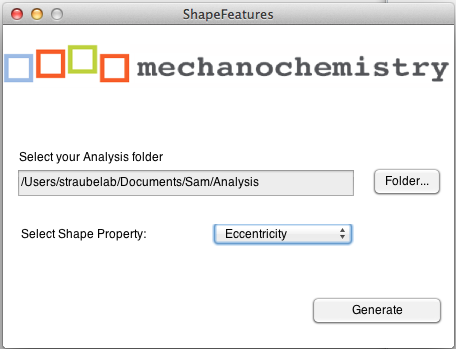 ShapeFeatures
mechanochemistry
Select your Analysis folder
/Users/straubelab/Documents/Sam/Analysis
Folder...
Select Shape Property:
Eccentricity
Generate